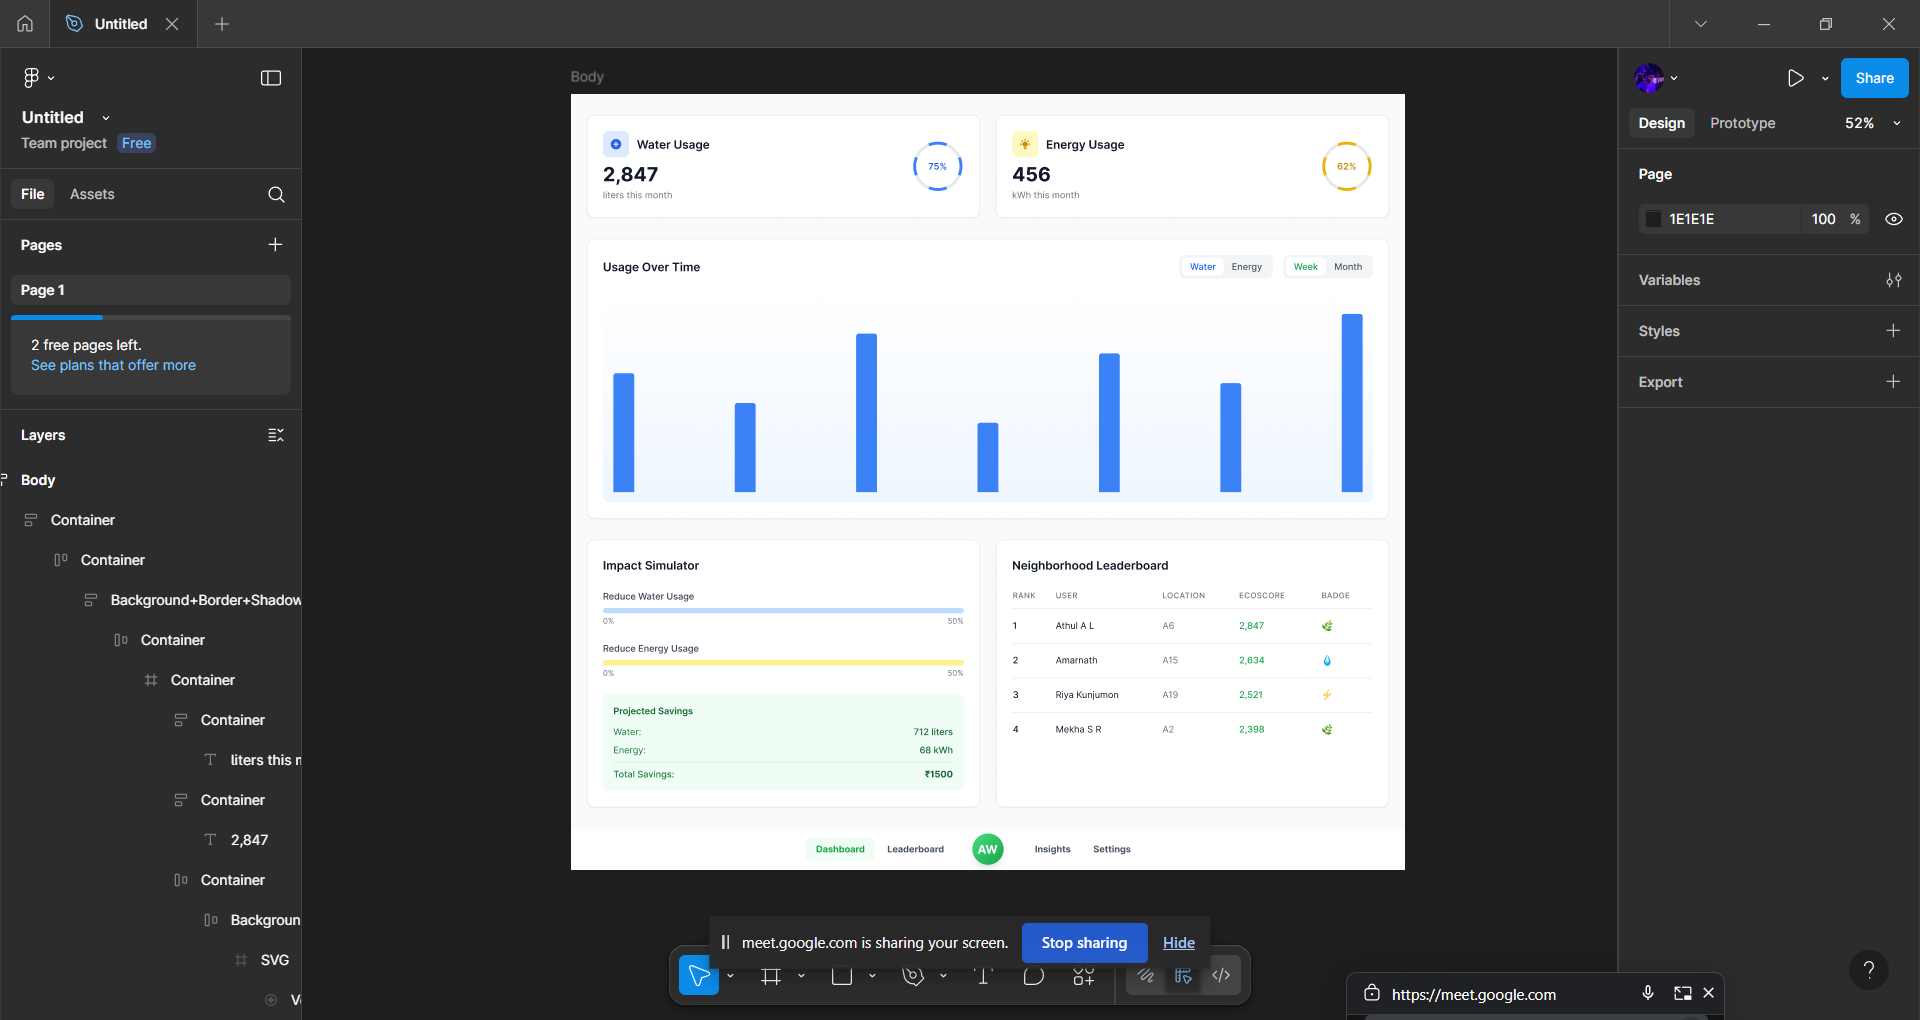 Untitled
Untitled
Team project Free
File Assets
Pages
Page 1
2 free pages left.
See plans that offer more
Layers
Body
Container
Container
Background+Border+Shadow
Container
Container
Container
liters this m
Container
2,847
Container
Backgroun
SVG
Body
Water Usage
2,847
liters this month
75%
Energy Usage
456
kWh this month
62%
Usage Over Time
Water Energy Week Month
Impact Simulator
Reduce Water Usage
0% 50%
Reduce Energy Usage
0% 50%
Projected Savings
Water: 712 liters
Energy: 68 kWh
Total Savings: ₹1500
Neighborhood Leaderboard
RANK USER LOCATION ECOSCORE BADGE
1 Athul A L A6 2,847
2 Amarnath A15 2,634
3 Riya Kunjumon A19 2,521
4 Mekha S R A2 2,398
Dashboard Leaderboard AW Insights Settings
meet.google.com is sharing your screen. Stop sharing Hide
Share
Design Prototype 52%
Page
1E1E1E 100 %
Variables
Styles
Export
?
https://meet.google.com